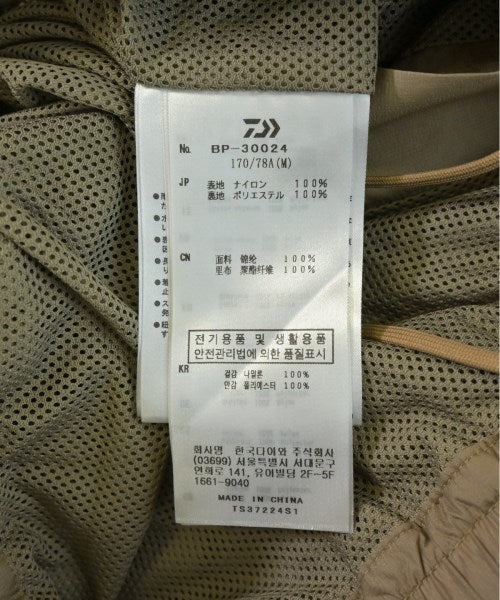 No. BP-30024
170/78A(M)
JP 表地 ナイロン 100%
裏地 ポリエステル 100%
CN 面料 锦纶 100%
里布 聚酯纤维 100%
전기용품 및 생활용품
안전관리법에 의한 품질표시
KR 겉감 나일론 100%
안감 폴리에스터 100%
회사명 한국다이와 주식회사
(03699) 서울특별시 서대문구
연희로 141, 유어빌딩 2F-5F
1661-9040
MADE IN CHINA
TS37224S1